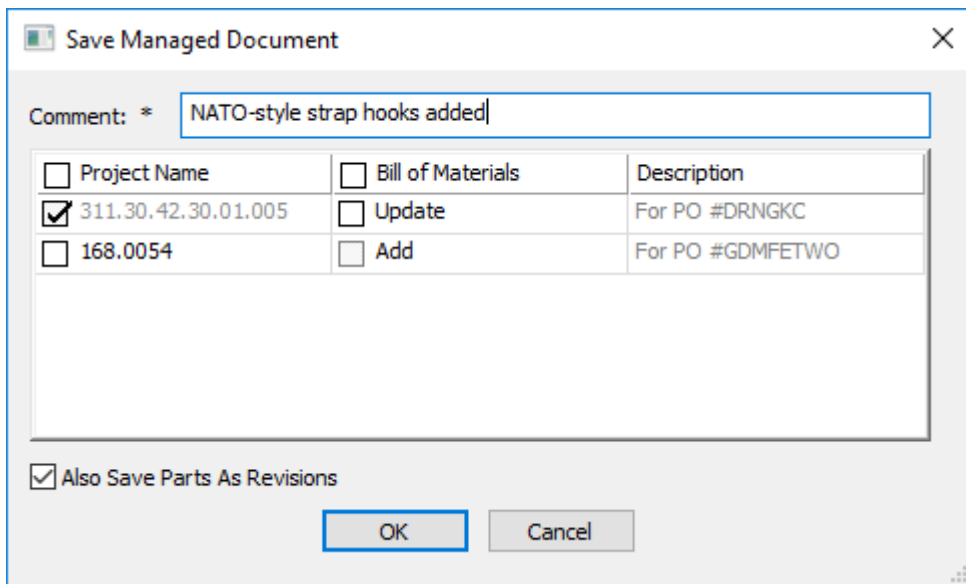 Save Managed Document
Comment: * NATO-style strap hooks added
Project Name Bill of Materials Description
311.30.42.30.01.005 Update For PO #DRNGKC
168.0054 Add For PO #GDMFETWO
Also Save Parts As Revisions
OK Cancel